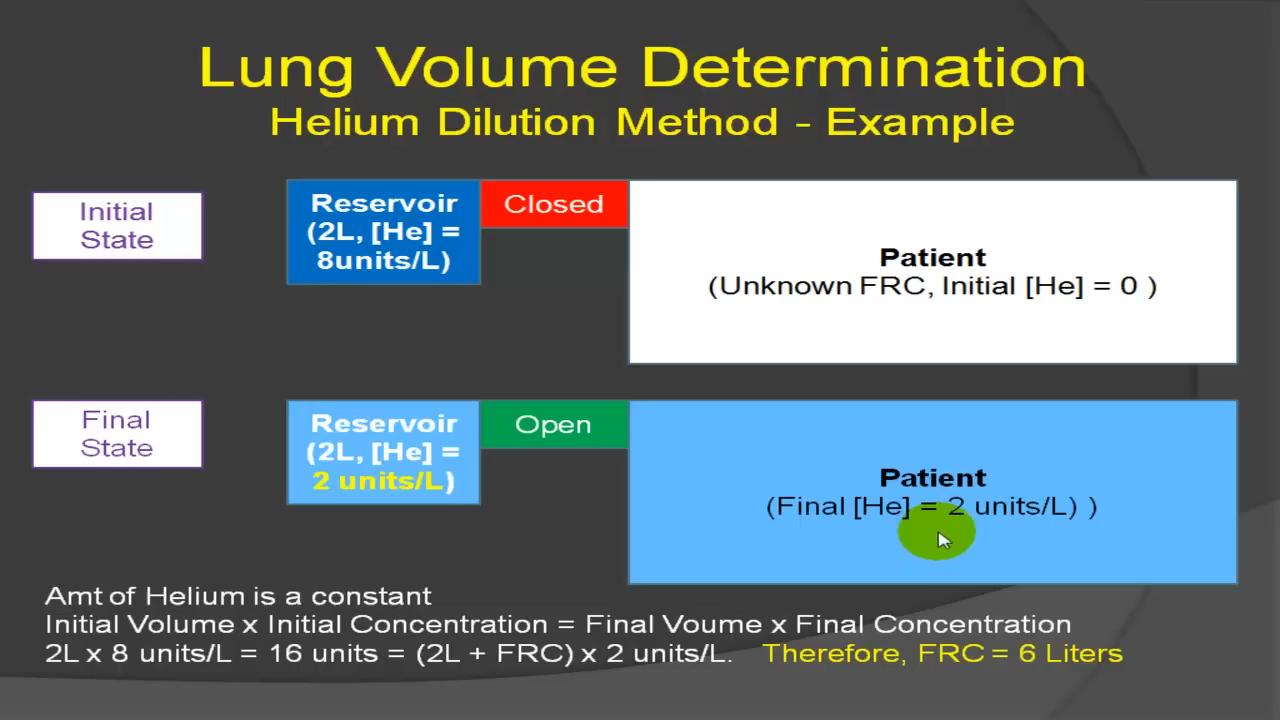 Lung Volume Determination
Helium Dilution Method - Example
Initial
State
Reservoir
(2L, [He] =
8units/L)
Closed
Patient
(Unknown FRC, Initial [He] = 0 )
Final
State
Reservoir
(2L, [He] =
2 units/L)
Open
Patient
(Final [He] = 2 units/L) )
Amt of Helium is a constant
Initial Volume x Initial Concentration = Final Voume x Final Concentration
2L x 8 units/L = 16 units = (2L + FRC) x 2 units/L. Therefore, FRC = 6 Liters